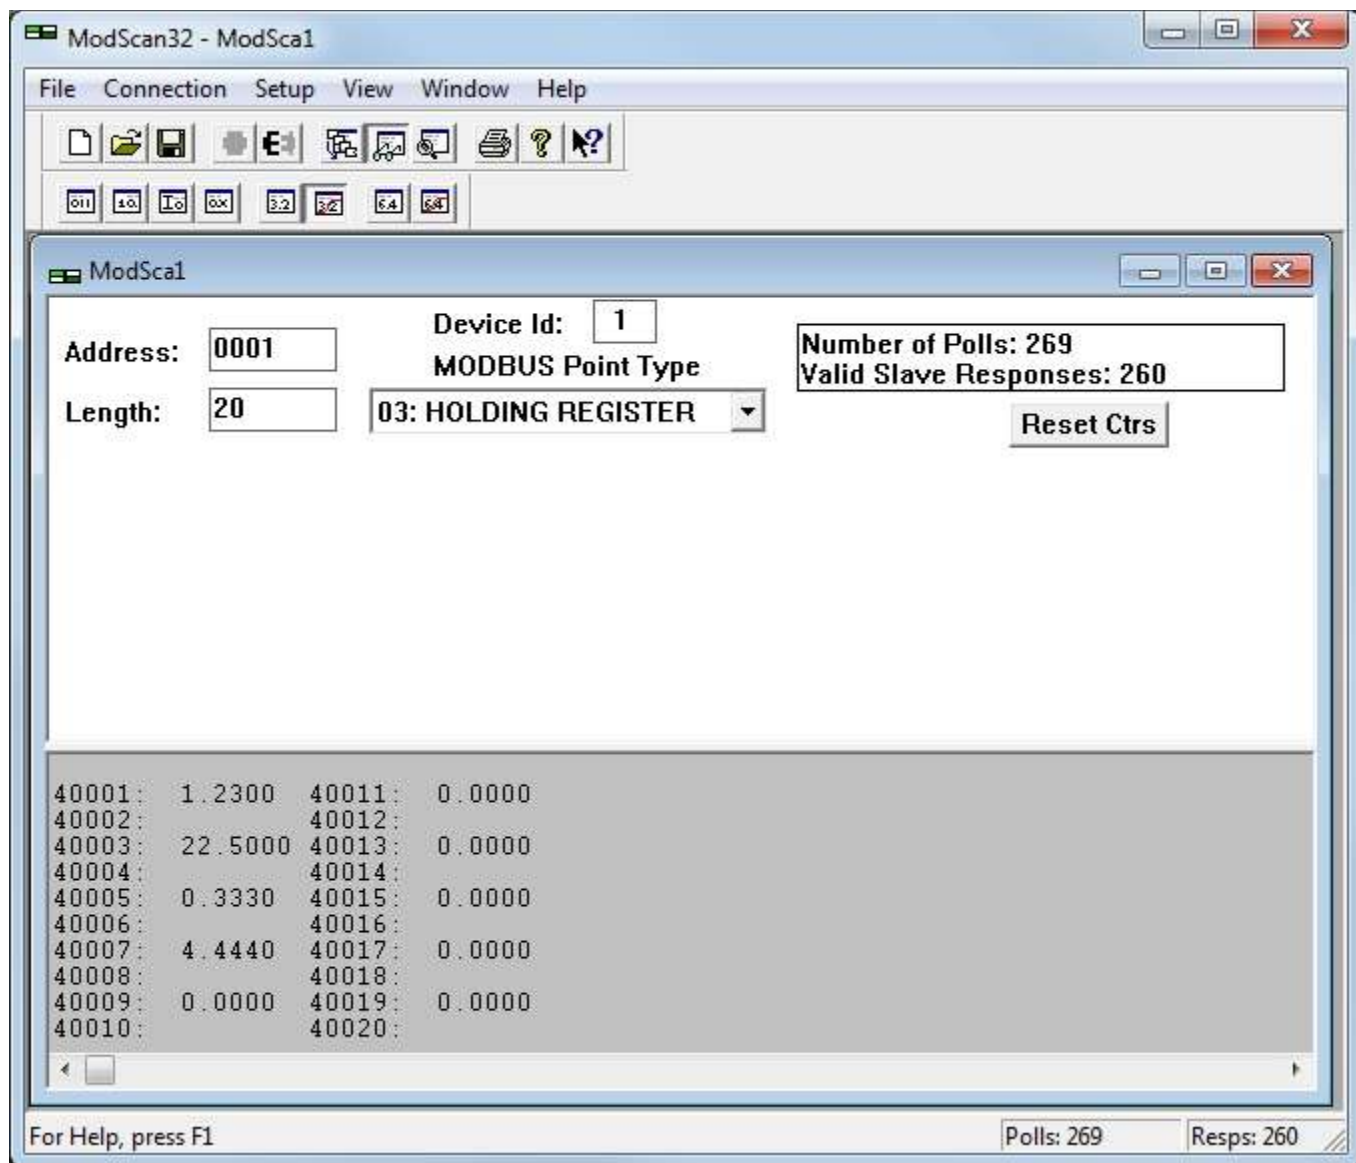 ModScan32 - ModSca1
File Connection Setup View Window Help
ModSca1
Address: 0001
Device Id: 1
MODBUS Point Type
Length: 20
03: HOLDING REGISTER
Number of Polls: 269
Valid Slave Responses: 260
Reset Ctrs
40001: 1.2300 40011: 0.0000
40002: 40012:
40003: 22.5000 40013: 0.0000
40004: 40014:
40005: 0.3330 40015: 0.0000
40006: 40016:
40007: 4.4440 40017: 0.0000
40008: 40018:
40009: 0.0000 40019: 0.0000
40010: 40020:
For Help, press F1
Polls: 269
Resps: 260